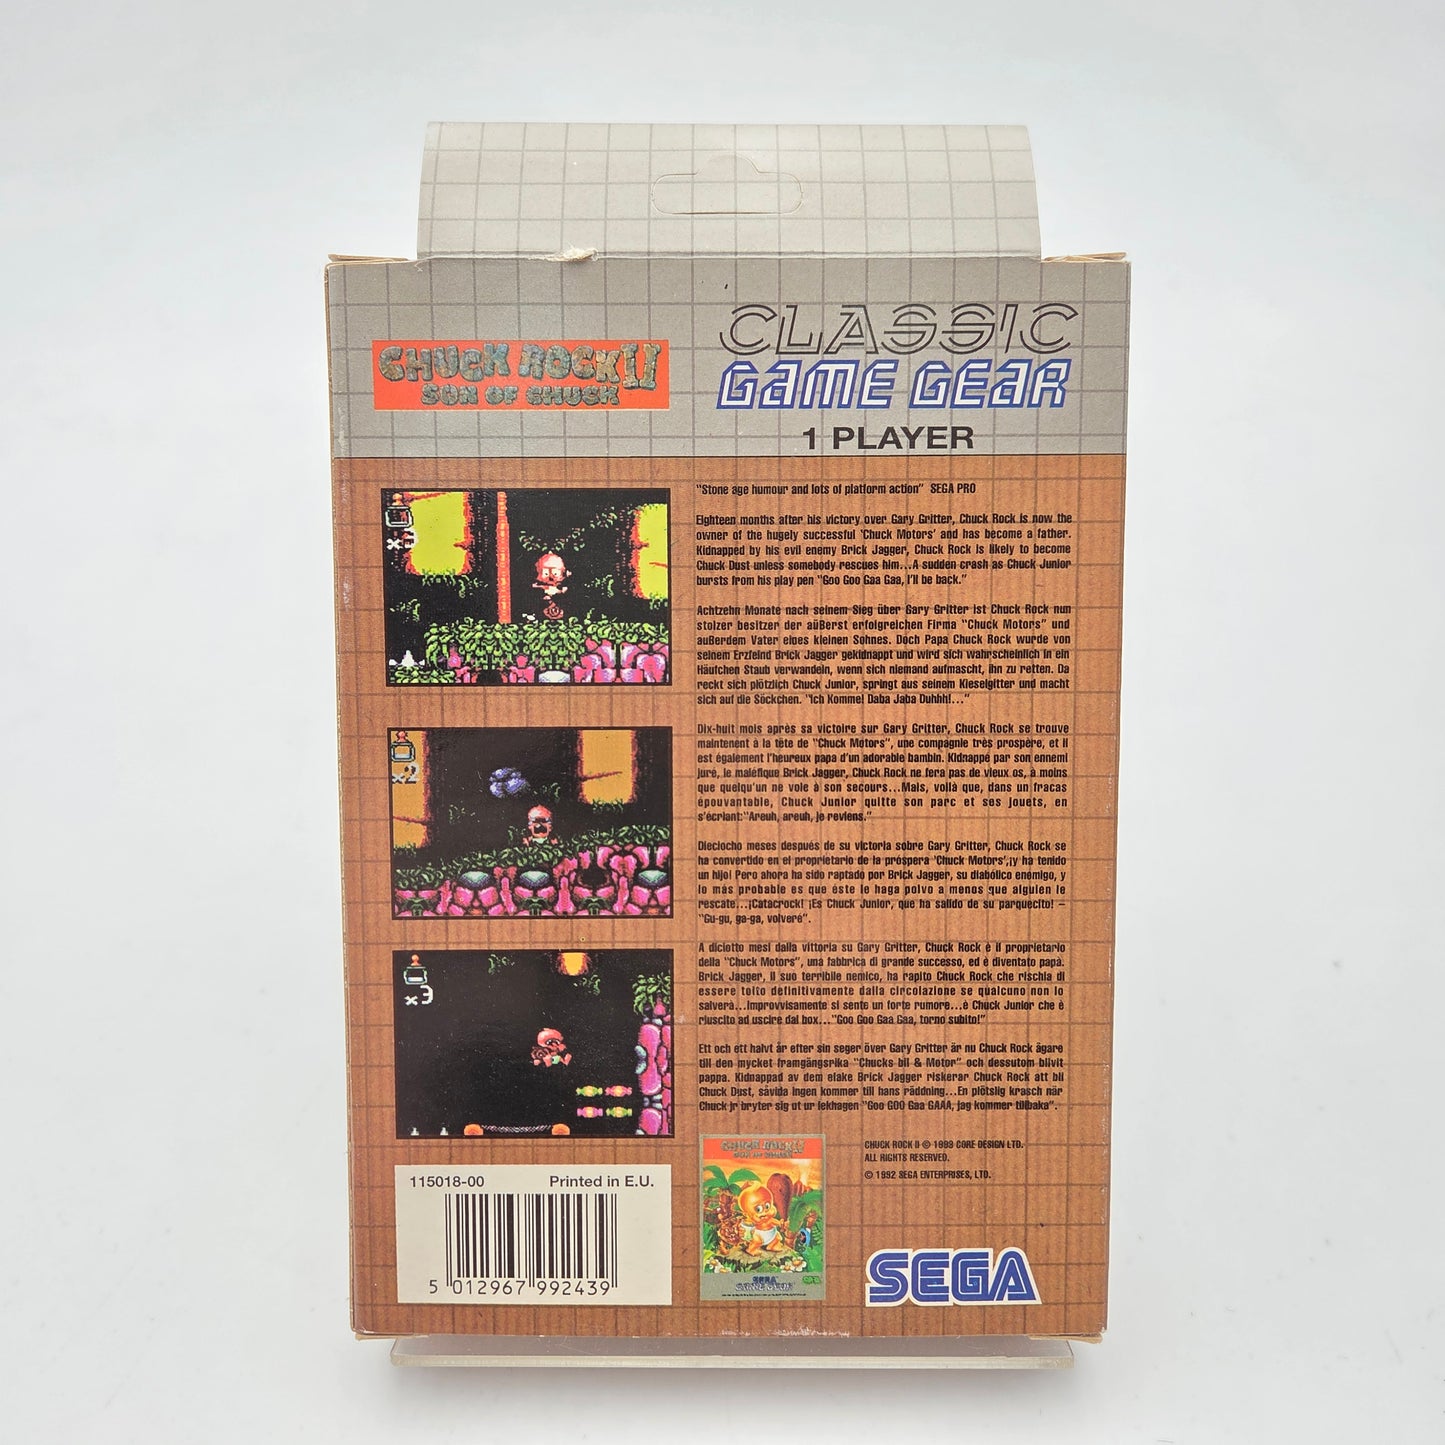 CLASSIC
GAME GEAR
1 PLAYER
CHUCK ROCK II
SON OF CHUCK
"Stone age humour and lots of platform action" SEGA PRO
Eighteen months after his victory over Gary Gritter, Chuck Rock is now the
owner of the hugely successful 'Chuck Motors' and has become a father.
Kidnapped by his evil enemy Brick Jagger, Chuck Rock is likely to become
Chuck Dust unless somebody rescues him...A sudden crash as Chuck Junior
bursts from his play pen "Goo Goo Gaa Gaa, I'll be back."
Achtzehn Monate nach seinem Sieg über Gary Gritter ist Chuck Rock nun
stolzer besitzer der äüßerst erfolgreichen Firma "Chuck Motors" und
außerdem Vater eines kleinen Sohnes. Doch Papa Chuck Rock wurde von
seinem Erzfeind Brick Jagger gekidnappt und wird sich wahrscheinlich in ein
Häufchen Staub verwandeln, wenn sich niemand aufmascht, ihn zu retten. Da
reckt sich plötzlich Chuck Junior, springt aus seinem Kieselgitter und macht
sich auf die Söckchen. "Ich Komme! Daba Jaba Duhhh!..."
Dix-huit mois après sa victoire sur Gary Gritter, Chuck Rock se trouve
maintenent à la tête de "Chuck Motors", une compagnie très prospère, et il
est également l'heureux papa d'un adorable bambin. Kidnappé par son ennemi
juré, le maléfique Brick Jagger, Chuck Rock ne fera pas de vieux os, à moins
que quelqu'un ne vole à son secours...Mais, voilà que, dans un fracas
épouvantable, Chuck Junior quitte son parc et ses jouets, en
s'écriant:"Areuh, areuh, je reviens."
Dieciocho meses después de su victoria sobre Gary Gritter, Chuck Rock se
ha convertido en el proprietario de la próspera 'Chuck Motors',¡y ha tenido
un hijo! Pero ahora ha sido raptado por Brick Jagger, su diabólico enemigo, y
lo más probable es que éste le haga polvo a menos que alguien le
rescate...¡Catacrock! ¡Es Chuck Junior, que ha salido de su parquecito! –
"Gu-gu, ga-ga, volveré".
A diciotto mesi dalla vittoria su Gary Gritter, Chuck Rock è il proprietario
della "Chuck Motors", una fabbrica di grande successo, ed è diventato papà.
Brick Jagger, il suo terribile nemico, ha rapito Chuck Rock che rischia di
essere tolto definitivamente dalla circolazione se qualcuno non lo
salverà...Improvvisamente si sente un forte rumore...è Chuck Junior che è
riuscito ad uscire dal box..."Goo Goo Gaa Gaa, torno subito!"
Ett och ett halvt år efter sin seger över Gary Gritter är nu Chuck Rock ägare
till den mycket framgångsrika "Chucks bil & Motor" och dessutom blivit
pappa. Kidnappad av dem elake Brick Jagger riskerar Chuck Rock att bli
Chuck Dust, såvida ingen kommer till hans räddning...En plötslig krasch när
Chuck jr bryter sig ut ur lekhagen "Goo GOO Gaa GAAA, jag kommer tillbaka".
x2
x3
CHUCK ROCK II © 1993 CORE DESIGN LTD.
ALL RIGHTS RESERVED.
© 1992 SEGA ENTERPRISES, LTD.
115018-00 Printed in E.U.
5 012967 992439
CHUCK ROCK II
SON OF CHUCK
SEGA
GAME GEAR
SEGA